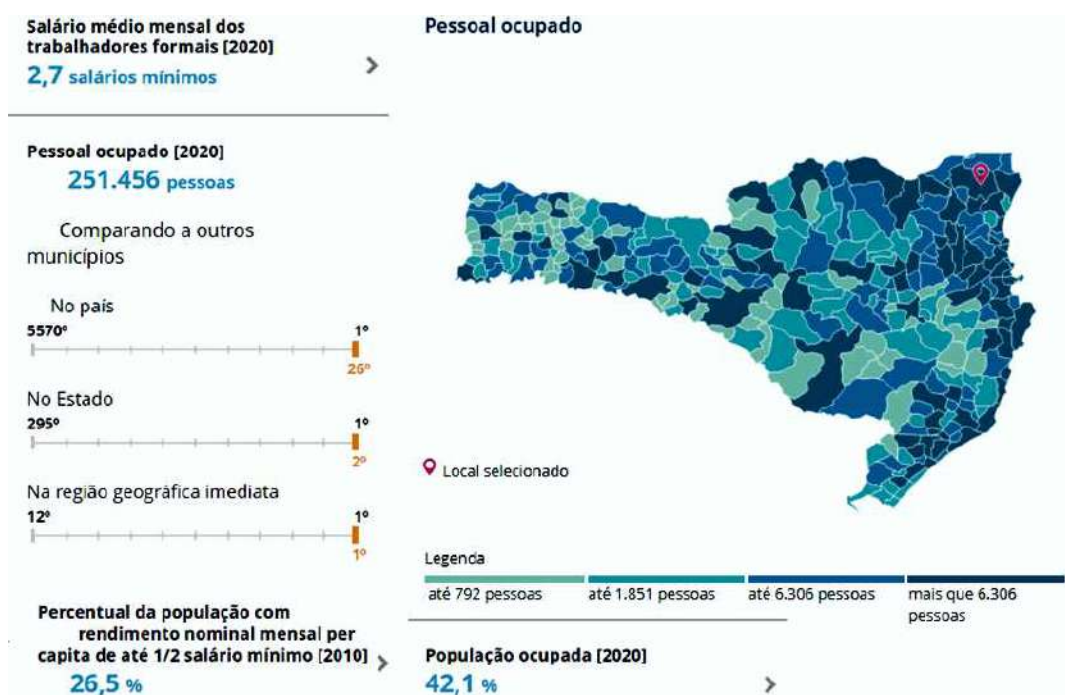 Salário médio mensal dos
trabalhadores formais [2020]
2,7 salários mínimos
Pessoal ocupado [2020]
251.456 pessoas
Comparando a outros
municípios
No país
5570º 1º
26º
No Estado
295º 1º
2º
Na região geográfica imediata
12º 1º
1º
Percentual da população com
rendimento nominal mensal per
capita de até 1/2 salário mínimo [2010]
26,5 %
Pessoal ocupado
Local selecionado
Legenda
até 792 pessoas
até 1.851 pessoas
até 6.306 pessoas
mais que 6.306
pessoas
População ocupada [2020]
42,1 %